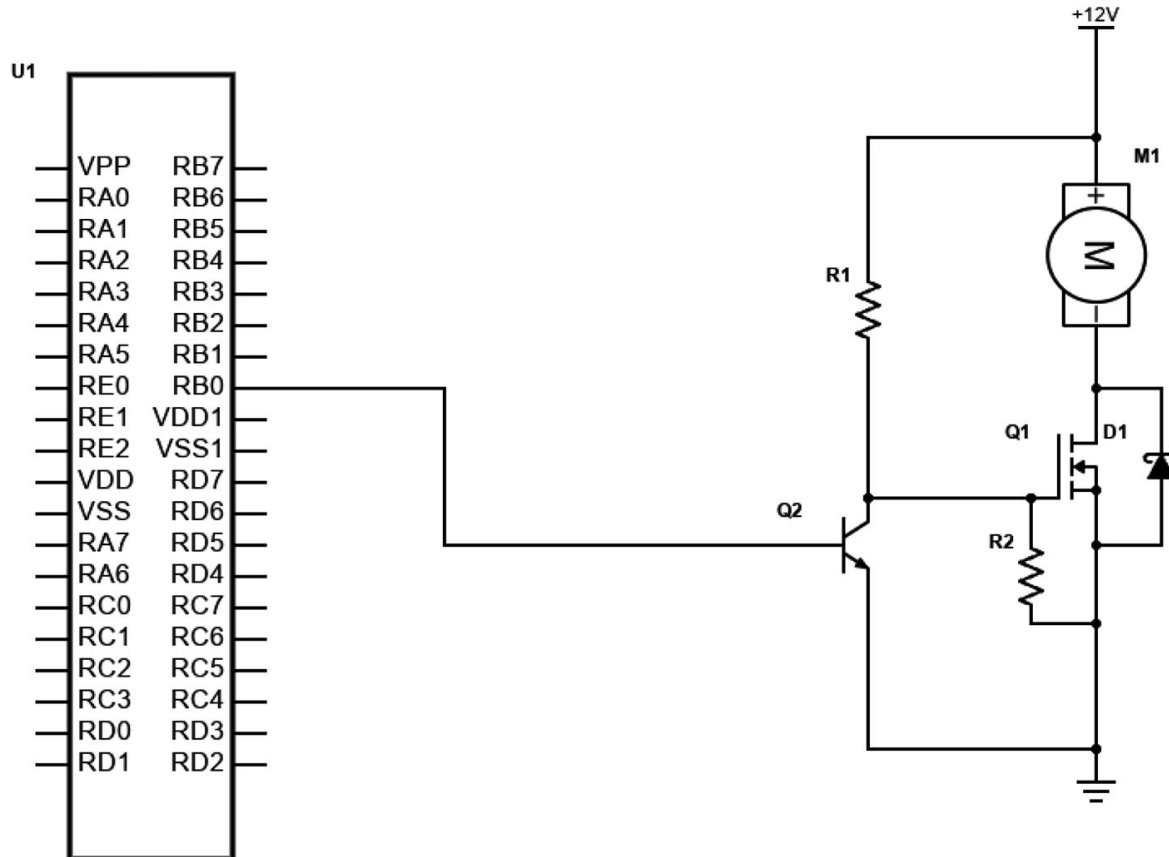 +12V
U1
M1
VPP RB7
RA0 RB6
RA1 RB5
RA2 RB4
RA3 RB3
RA4 RB2
RA5 RB1
RE0 RB0
RE1 VDD1
RE2 VSS1
VDD RD7
VSS RD6
RA7 RD5
RA6 RD4
RC0 RC7
RC1 RC6
RC2 RC5
RC3 RC4
RD0 RD3
RD1 RD2
+
M
R1
Q1 D1
Q2
R2